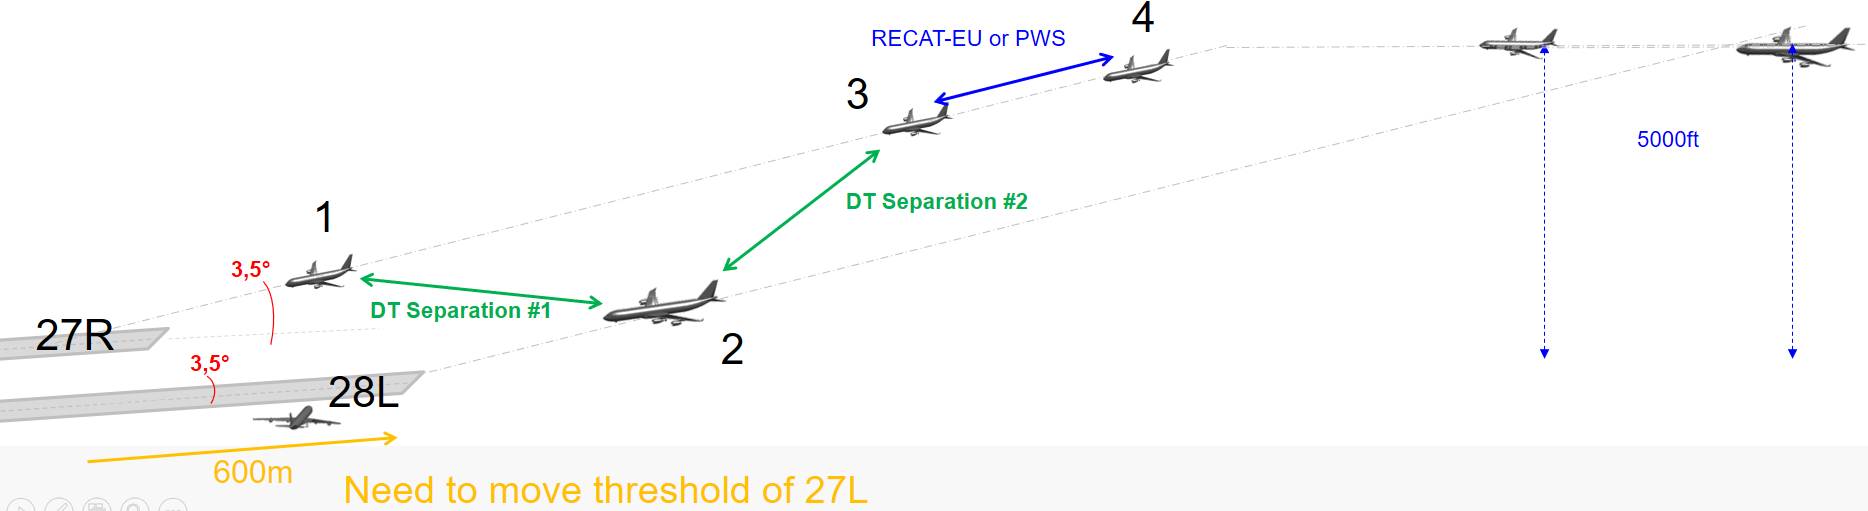 4
RECAT-EU or PWS
3
5000ft
DT Separation #2
1
3,5°
DT Separation #1
27R
2
3,5°
28L
600m
Need to move threshold of 27L